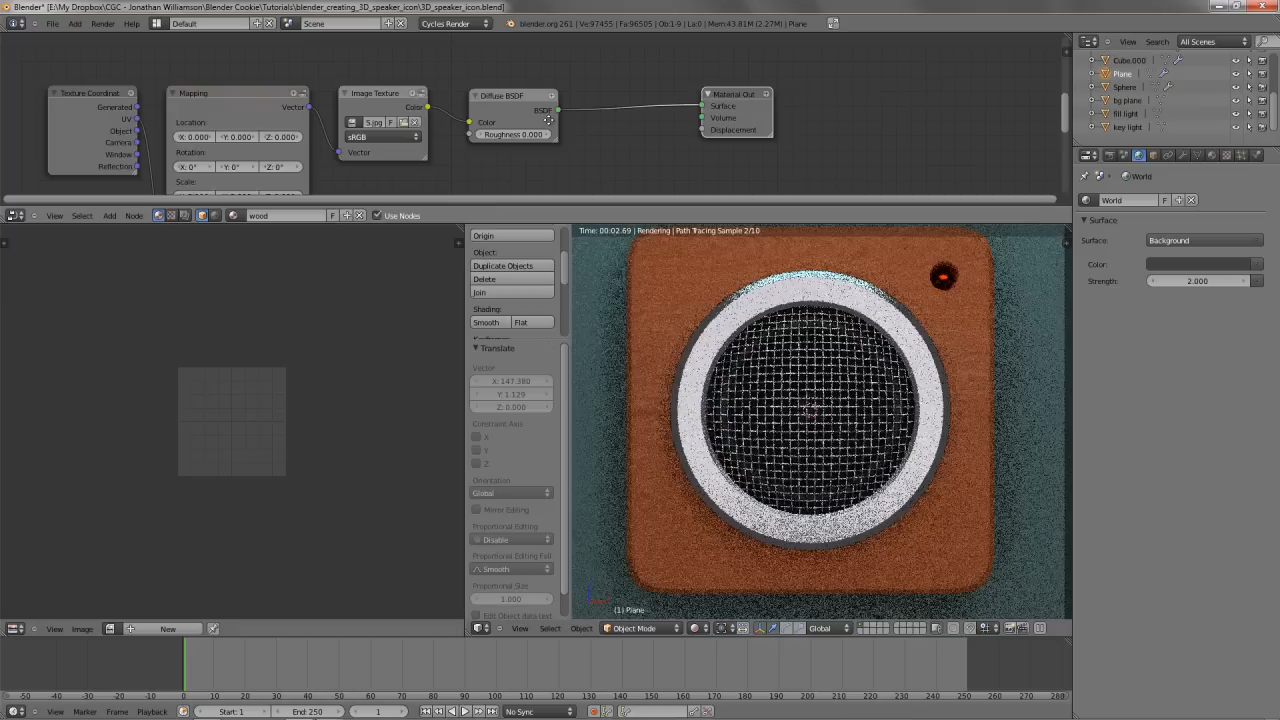 Blender* [E:\My Dropbox\CGC - Jonathan Williamson\Blender Cookie\Tutorials\blender_creating_3D_speaker_icon\3D_speaker_icon.blend]
File Add Render Help Default Scene Cycles Render blender.org 261 | Ve:97455 | Fa:96505 | Ob:1-9 | La:0 | Mem:43.81M (2.27M) | Plane
View Search All Scenes
Cube.000
Plane
Sphere
bg plane
fill light
key light
Texture Coordinat
Generated
UV
Object
Camera
Window
Reflection
Mapping
Vector
Location:
X: 0.000 Y: 0.000 Z: 0.000
Rotation:
X: 0° Y: 0° Z: 0°
Scale:
Image Texture
Color
S.jpg F
sRGB
Vector
Diffuse BSDF
BSDF
Color
Roughness 0.000
Material Out
Surface
Volume
Displacement
View Select Add Node wood F Use Nodes
World
World F
Surface
Surface: Background
Color:
Strength: 2.000
Origin
Object:
Duplicate Objects
Delete
Join
Shading:
Smooth Flat
Translate
Vector
X: 147.380
Y: 1.129
Z: 0.000
Constraint Axis
X
Y
Z
Orientation
Global
Mirror Editing
Proportional Editing
Disable
Proportional Editing Fall
Smooth
Proportional Size
1.000
Edit Object data text
Time: 00:02.69 | Rendering | Path Tracing Sample 2/10
(1) Plane
View Image New
View Select Object Object Mode Global
-50 -40 -30 -20 -10 0 10 20 30 40 50 60 70 80 90 100 110 120 130 140 150 160 170 180 190 200 210 220 230 240 250 260 270 280
View Marker Frame Playback Start: 1 End: 250 1 No Sync